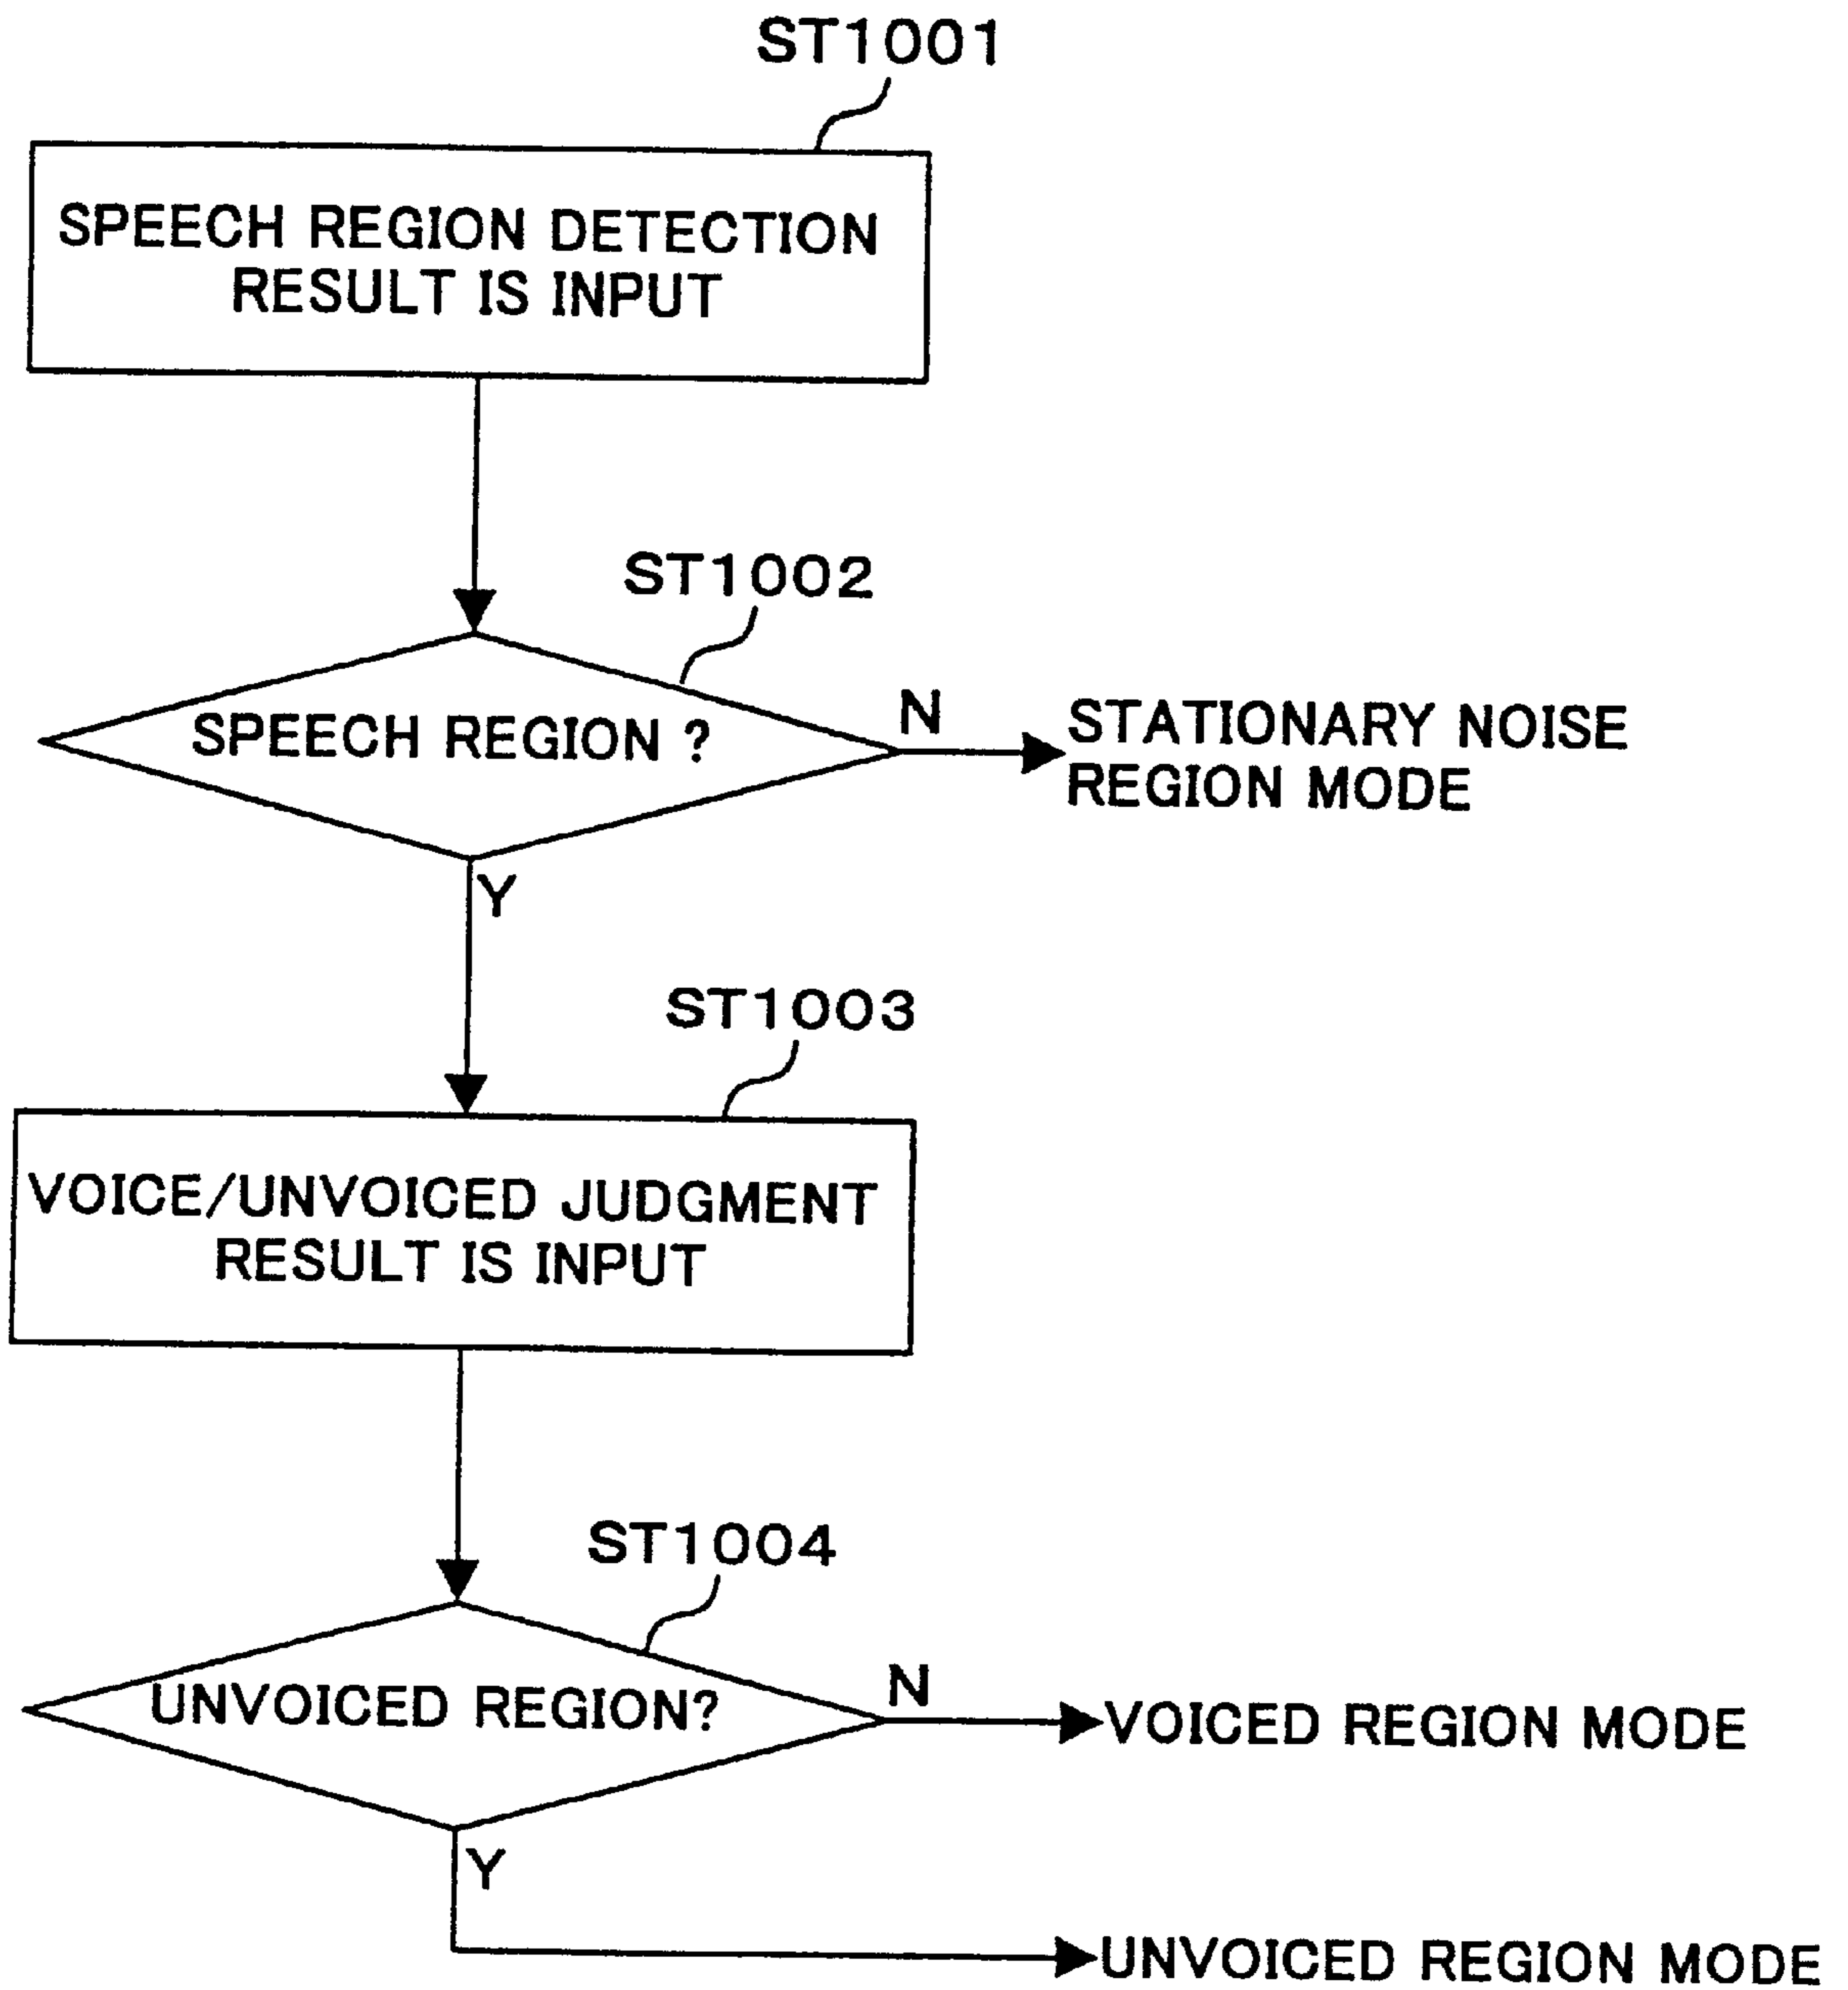 ST1001
SPEECH REGION DETECTION
RESULT IS INPUT
ST1002
SPEECH REGION ?
N
STATIONARY NOISE
REGION MODE
Y
ST1003
VOICE/UNVOICED JUDGMENT
RESULT IS INPUT
ST1004
UNVOICED REGION?
N
VOICED REGION MODE
Y
UNVOICED REGION MODE